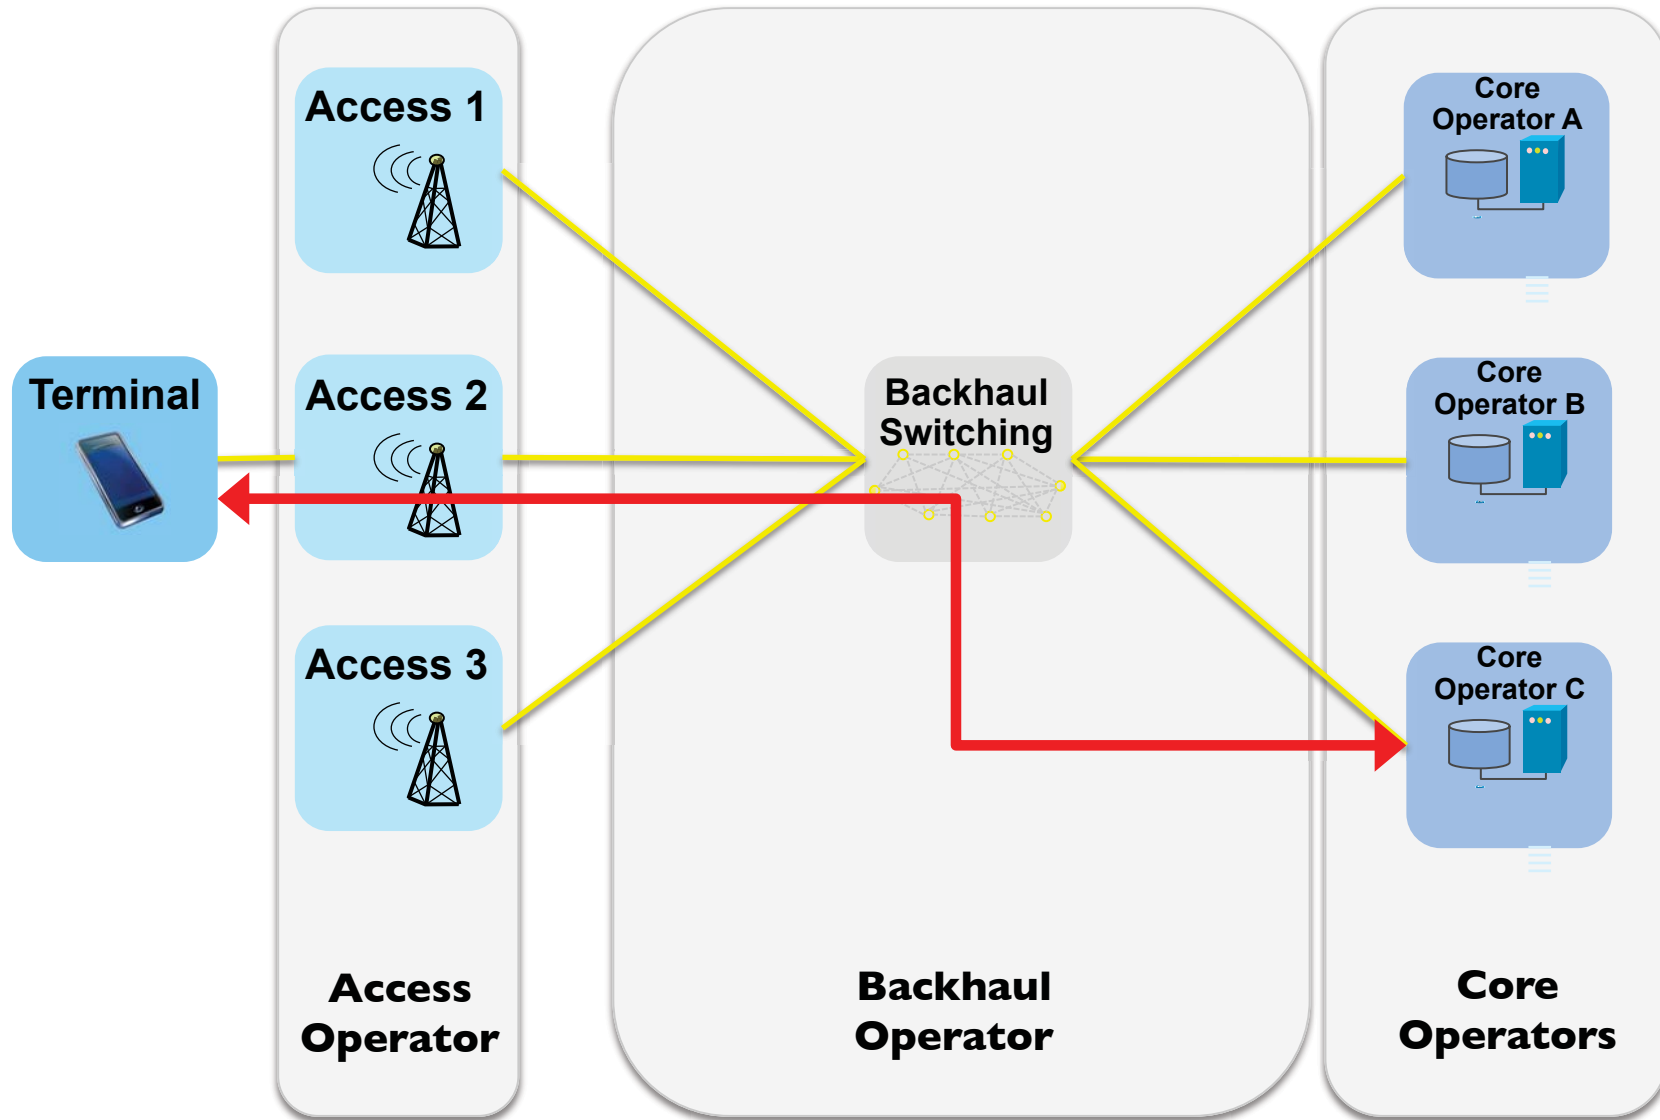 Terminal
Access 1
Access 2
Access 3
Access
Operator
Backhaul
Switching
Backhaul
Operator
Core
Operator A
Core
Operator B
Core
Operator C
Core
Operators